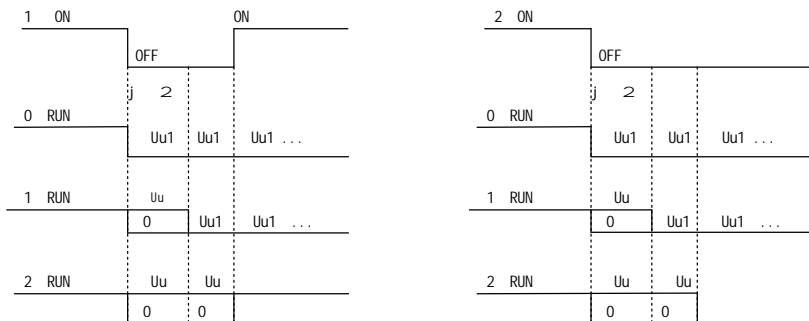 1 ON ON
OFF
j 2
0 RUN
Uu1 Uu1 Uu1 ...
1 RUN Uu
0 Uu1 Uu1 ...
2 RUN Uu Uu
0 0
2 ON
OFF
j 2
0 RUN
Uu1 Uu1 Uu1 ...
1 RUN Uu
0 Uu1 Uu1 ...
2 RUN Uu Uu
0 0